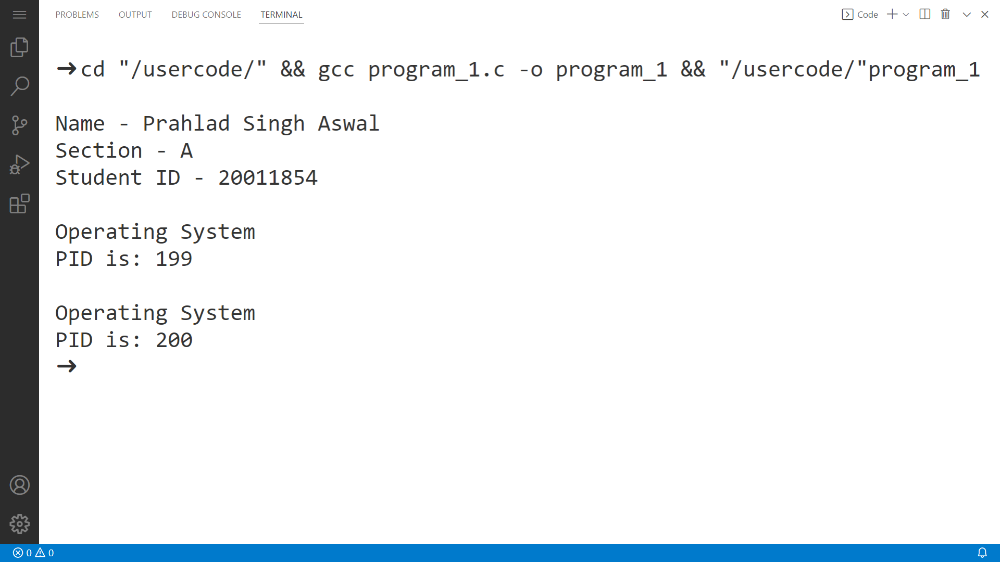 PROBLEMS OUTPUT DEBUG CONSOLE TERMINAL Code
➜cd "/usercode/" && gcc program_1.c -o program_1 && "/usercode/"program_1
Name - Prahlad Singh Aswal
Section - A
Student ID - 20011854
Operating System
PID is: 199
Operating System
PID is: 200
➜
0 0